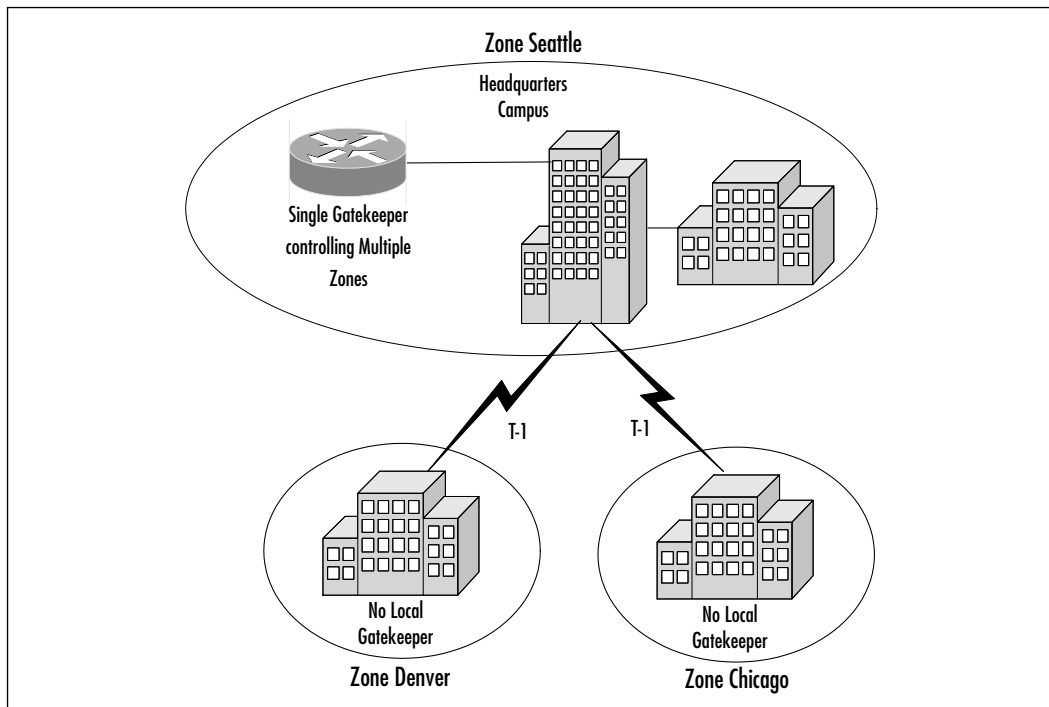 Zone Seattle
Headquarters
Campus
Single Gatekeeper
controlling Multiple
Zones
T-1
T-1
No Local
Gatekeeper
Zone Denver
No Local
Gatekeeper
Zone Chicago